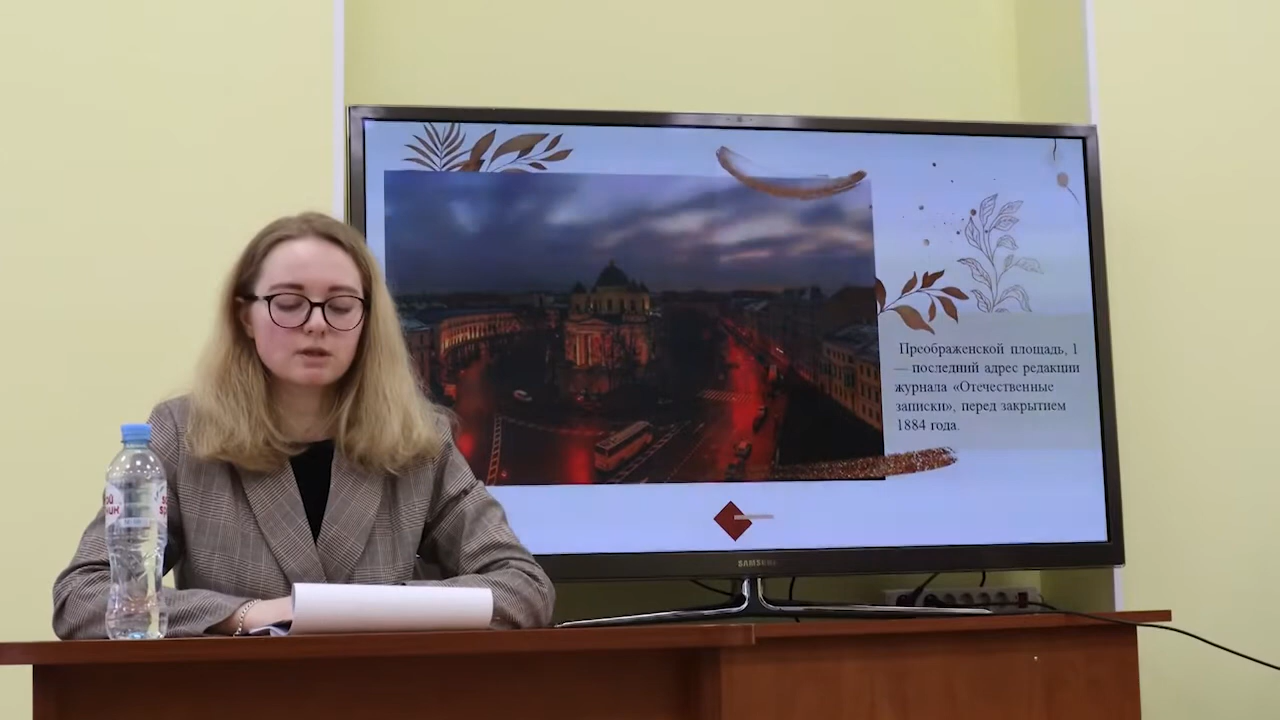 Преображенской площадь, 1
— последний адрес редакции
журнала «Отечественные
записки», перед закрытием
1884 года.
SAMSUNG